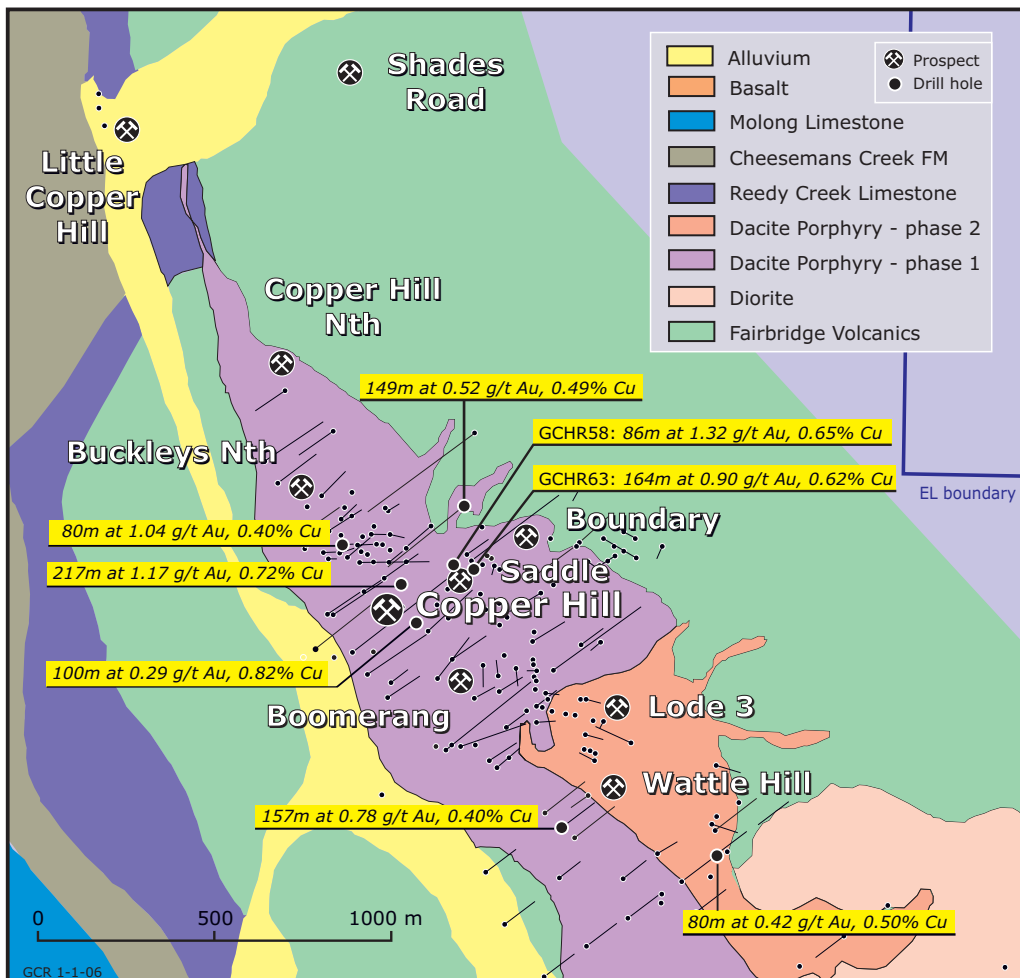 Shades
Road
Alluvium
Basalt
Molong Limestone
Cheesemans Creek FM
Reedy Creek Limestone
Dacite Porphyry - phase 2
Dacite Porphyry - phase 1
Diorite
Fairbridge Volcanics
Prospect
Drill hole
Little
Copper
Hill
Copper Hill
Nth
149m at 0.52 g/t Au, 0.49% Cu
GCHR58: 86m at 1.32 g/t Au, 0.65% Cu
Buckleys Nth
GCHR63: 164m at 0.90 g/t Au, 0.62% Cu
EL boundary
80m at 1.04 g/t Au, 0.40% Cu
Boundary
217m at 1.17 g/t Au, 0.72% Cu
Saddle
Copper Hill
100m at 0.29 g/t Au, 0.82% Cu
Boomerang
Lode 3
Wattle Hill
157m at 0.78 g/t Au, 0.40% Cu
80m at 0.42 g/t Au, 0.50% Cu
0 500 1000 m
GCR 1-1-06